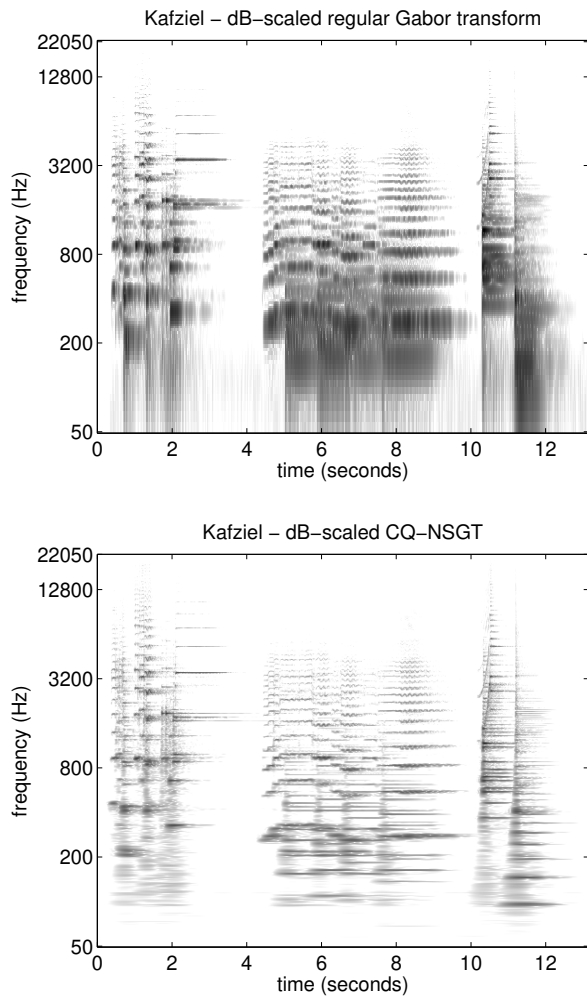 Kafziel − dB−scaled regular Gabor transform
22050
12800
3200
800
200
50
frequency (Hz)
0 2 4 6 8 10 12
time (seconds)
Kafziel − dB−scaled CQ−NSGT
22050
12800
3200
800
200
50
frequency (Hz)
0 2 4 6 8 10 12
time (seconds)